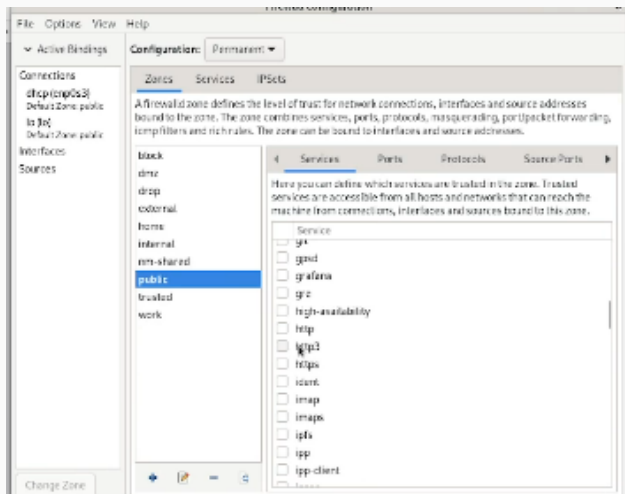 Firewall Configuration
File Options View Help
Active Bindings
Configuration: Permanent
Connections
dhcp (enp0s3)
Default Zone: public
lo (lo)
Default Zone: public
Interfaces
Sources
Zones Services IPSets
A firewalld zone defines the level of trust for network connections, interfaces and source addresses
bound to the zone. The zone combines services, ports, protocols, masquerading, port/packet forwarding,
icmp filters and rich rules. The zone can be bound to interfaces and source addresses.
block
dmz
drop
external
home
internal
nm-shared
public
trusted
work
Services Ports Protocols Source Ports
Here you can define which services are trusted in the zone. Trusted
services are accessible from all hosts and networks that can reach the
machine from connections, interfaces and sources bound to this zone.
Service
git
gpsd
grafana
gre
high-availability
http
http3
https
ident
imap
imaps
ipfs
ipp
ipp-client
Change Zone